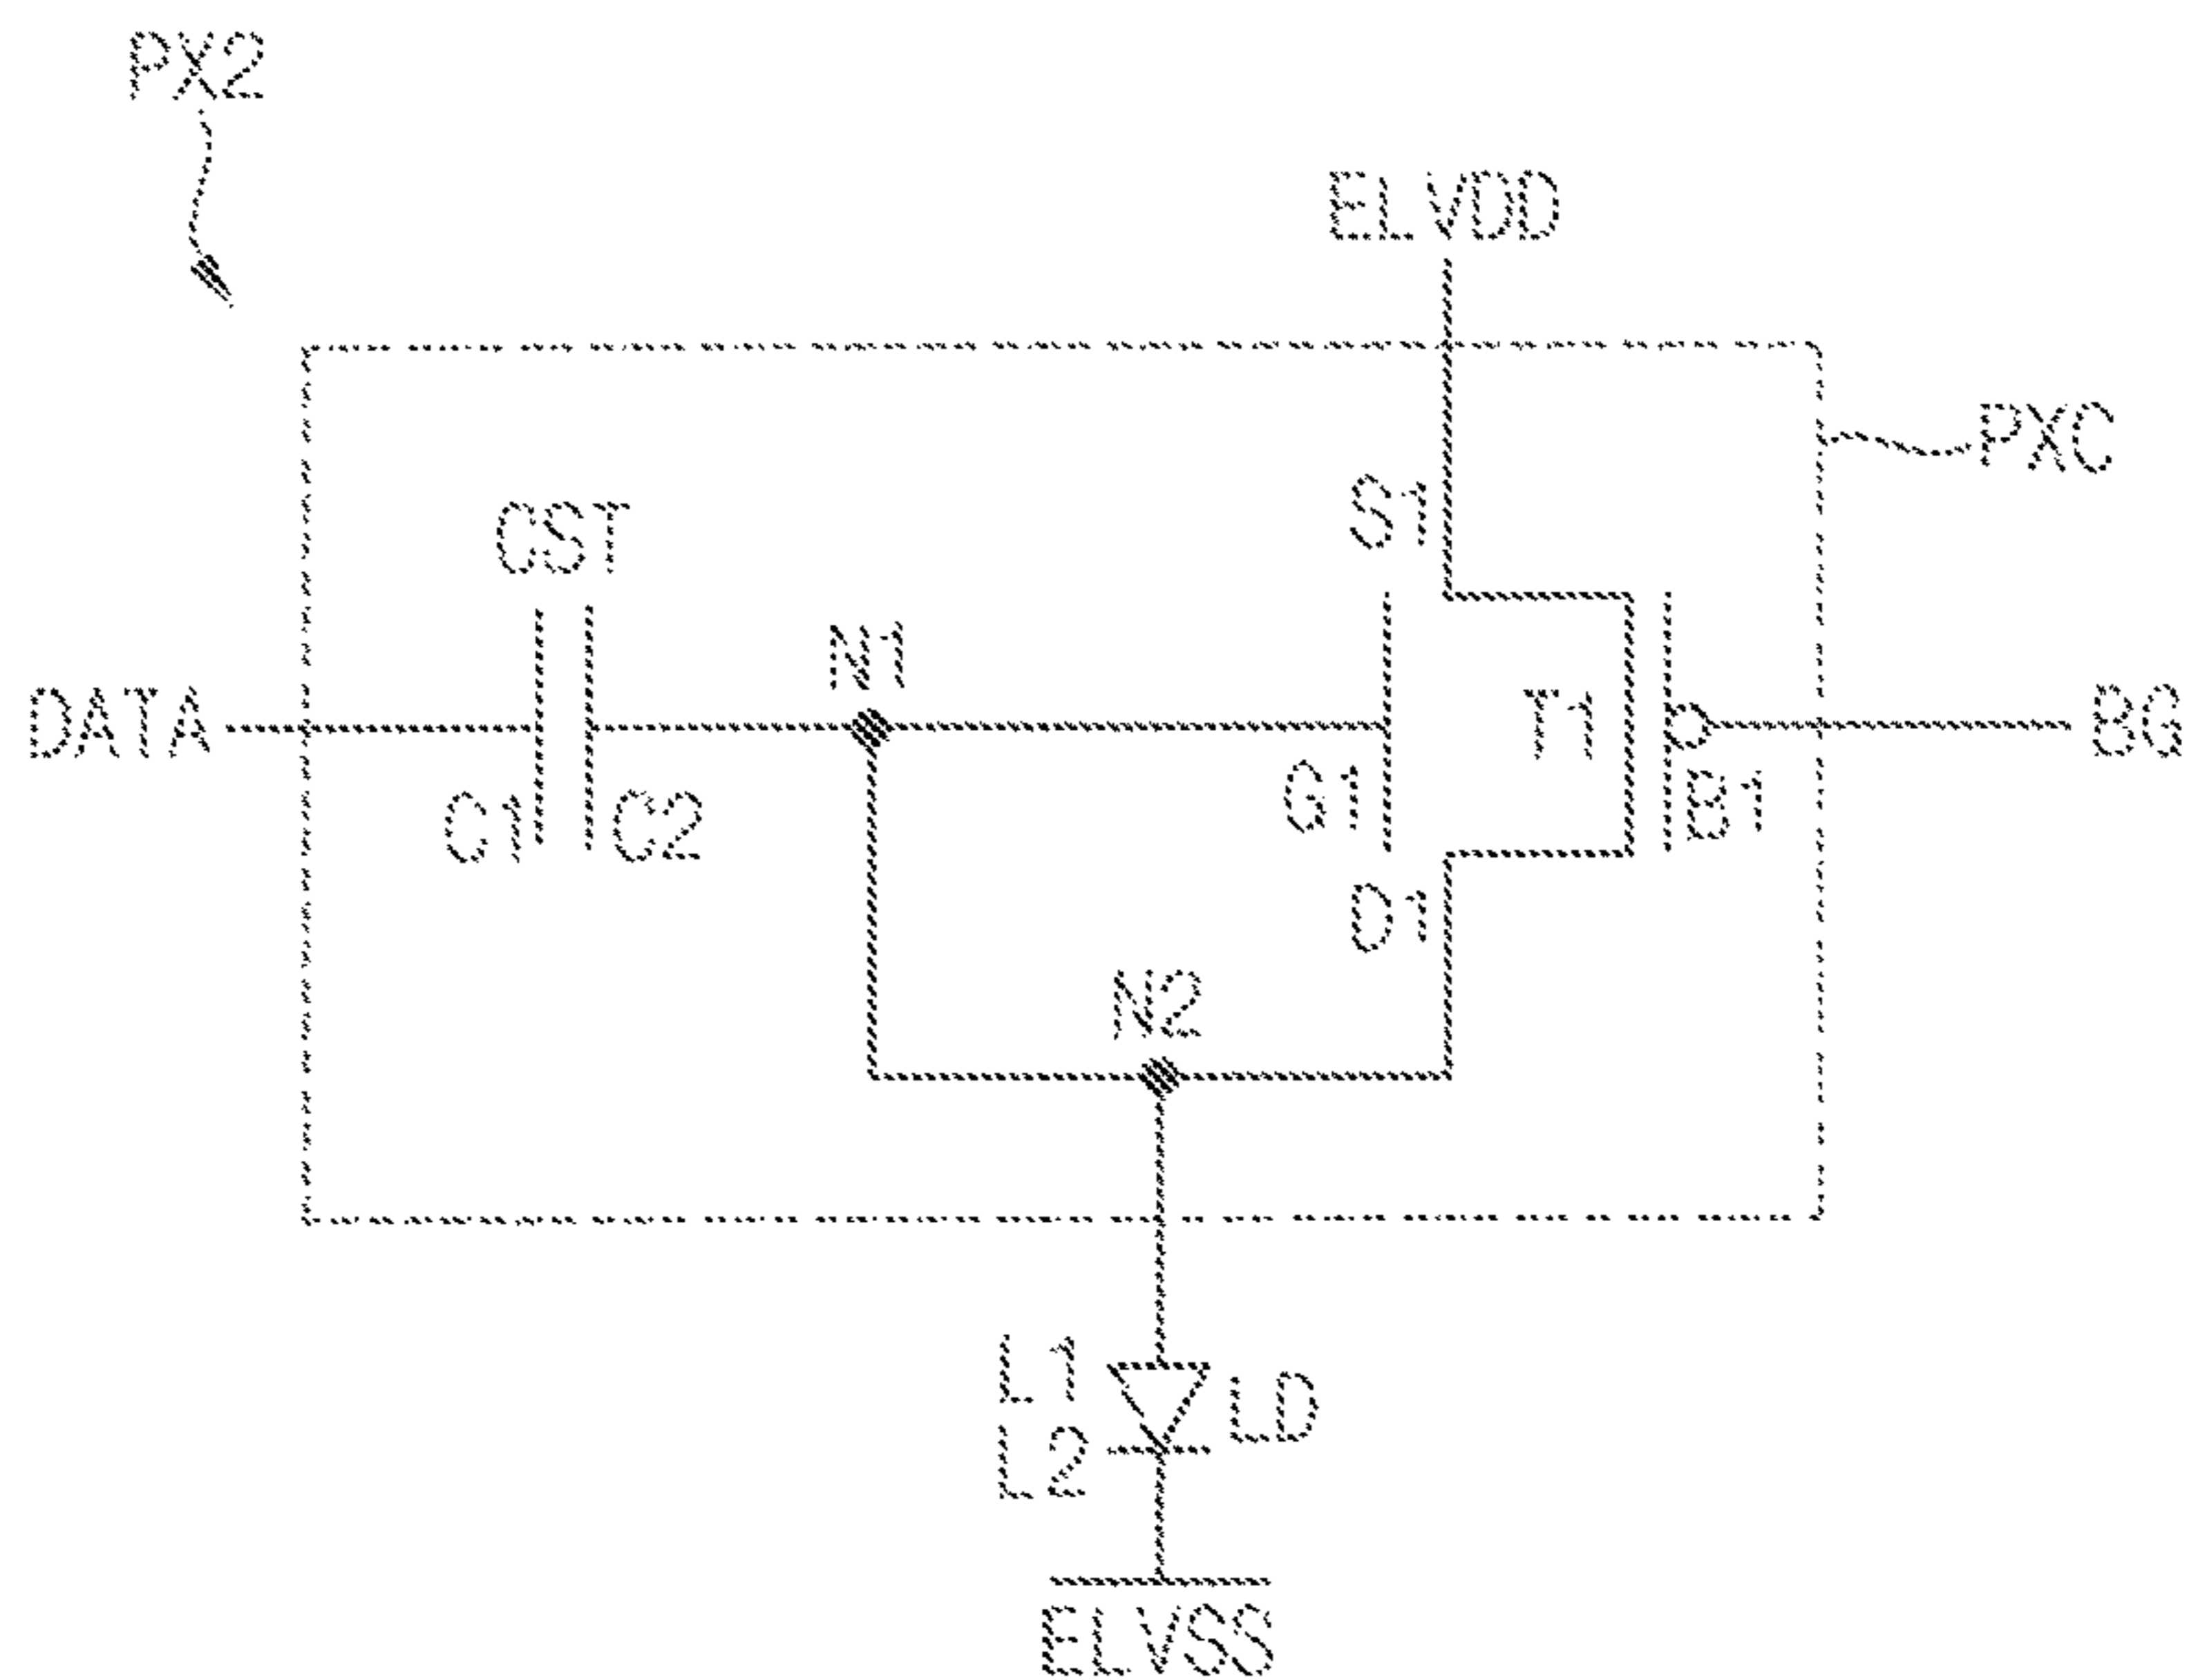 PX2
ELVDD
PXC
S1
CST
N1
DATA
T1
BG
G1
B1
C1
C2
D1
N2
L1
LD
L2
ELVSS